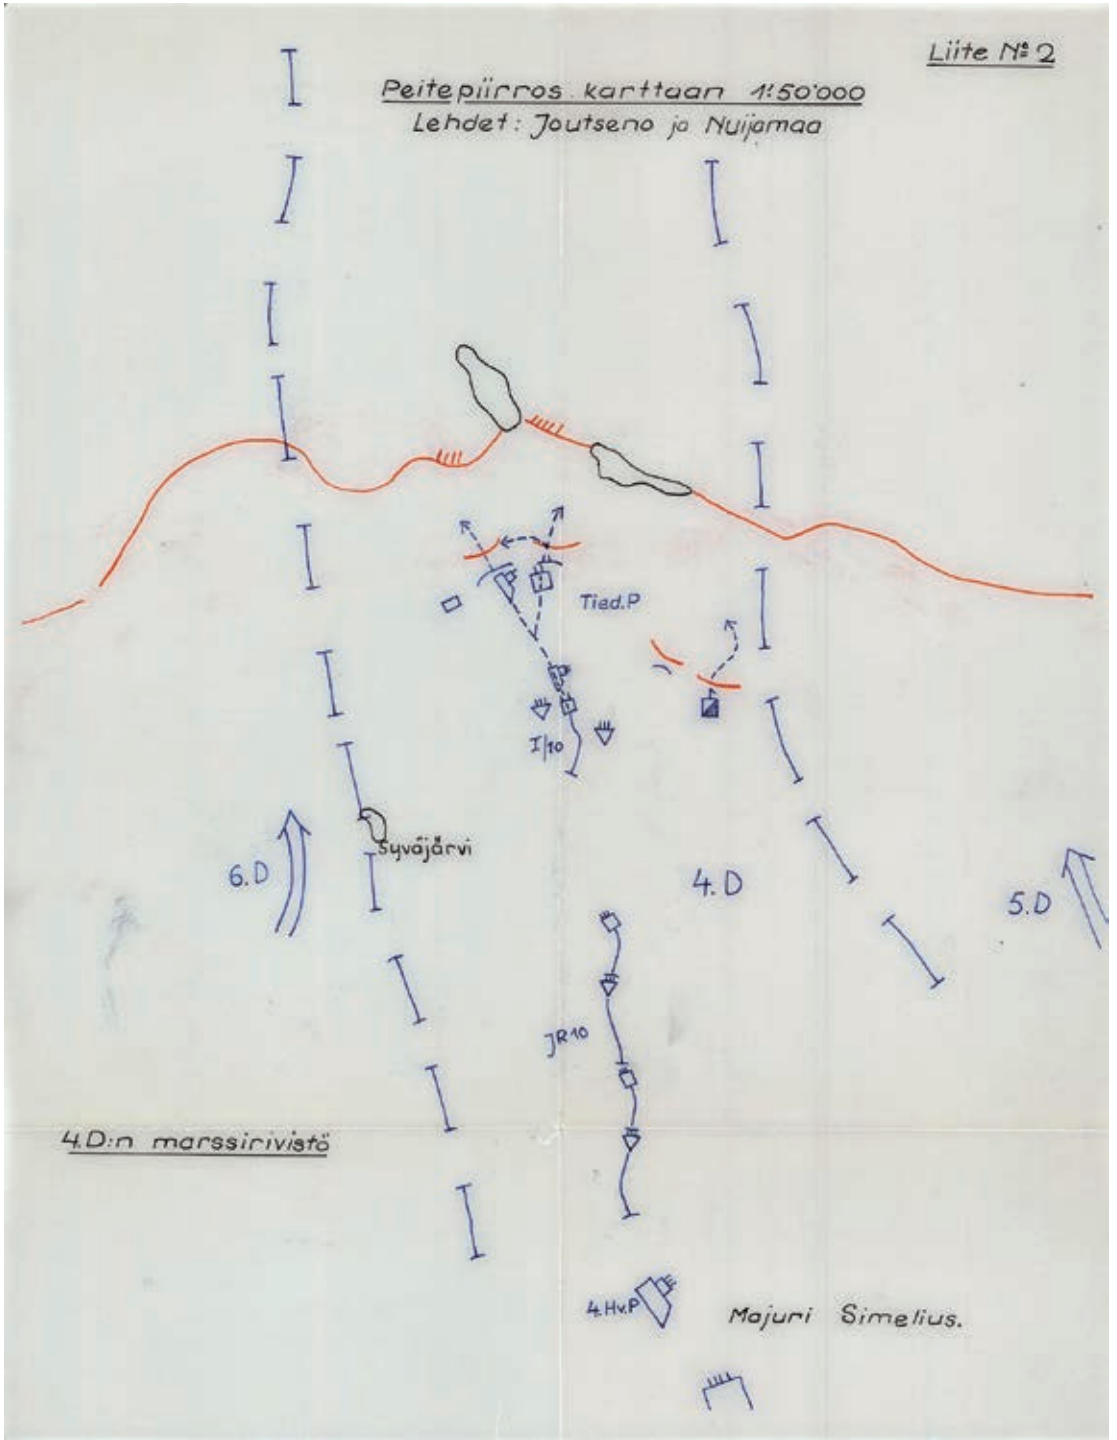 Liite № 2
Peitepiirros karttaan 1:50'000
Lehdet: Joutseno ja Nuijamaa
Tied.P
I/10
Syväjärvi
6.D
4.D
5.D
JR10
4.D:n marssirivistö
4.Hv.P
Majuri Simelius.